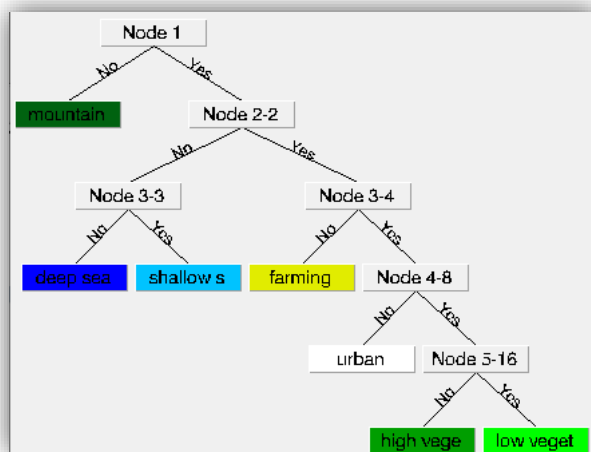 Node 1
No
Yes
mountain
Node 2-2
No
Yes
Node 3-3
Node 3-4
No
Yes
No
Yes
deep sea
shallow s
farming
Node 4-8
No
Yes
urban
Node 5-16
No
Yes
high vege
low veget